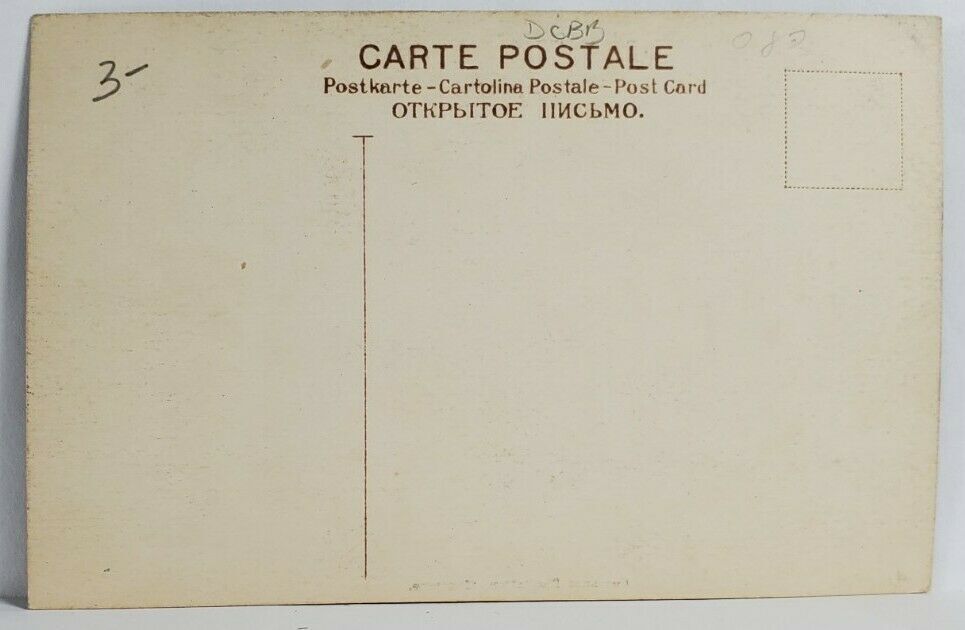 DCBB
CARTE POSTALE
3-
Postkarte - Cartolina Postale - Post Card
ОТКРЫТОЕ ПИСЬМО.